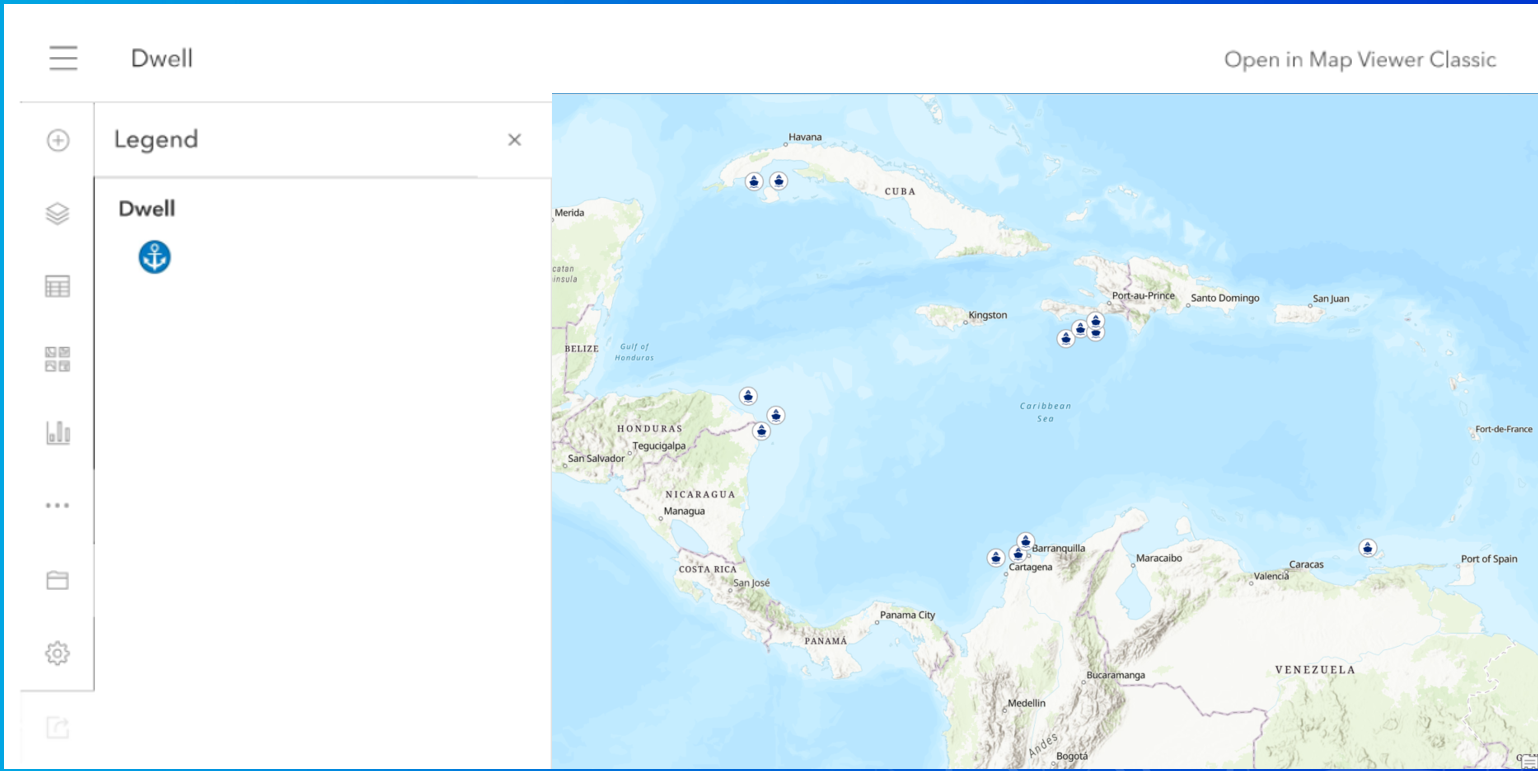 Dwell
Open in Map Viewer Classic
Legend
Dwell
Havana
CUBA
Merida
catan
insula
Port-au-Prince
Santo Domingo
San Juan
Kingston
BELIZE
Gulf of
Honduras
Caribbean
Sea
HONDURAS
Tegucigalpa
San Salvador
Fort-de-France
NICARAGUA
Managua
Barranquilla
Cartagena
Maracaibo
Caracas
Valencia
Port of Spain
COSTA RICA
San José
Panama City
PANAMÁ
VENEZUELA
Bucaramanga
Medellin
Andes
Bogotá